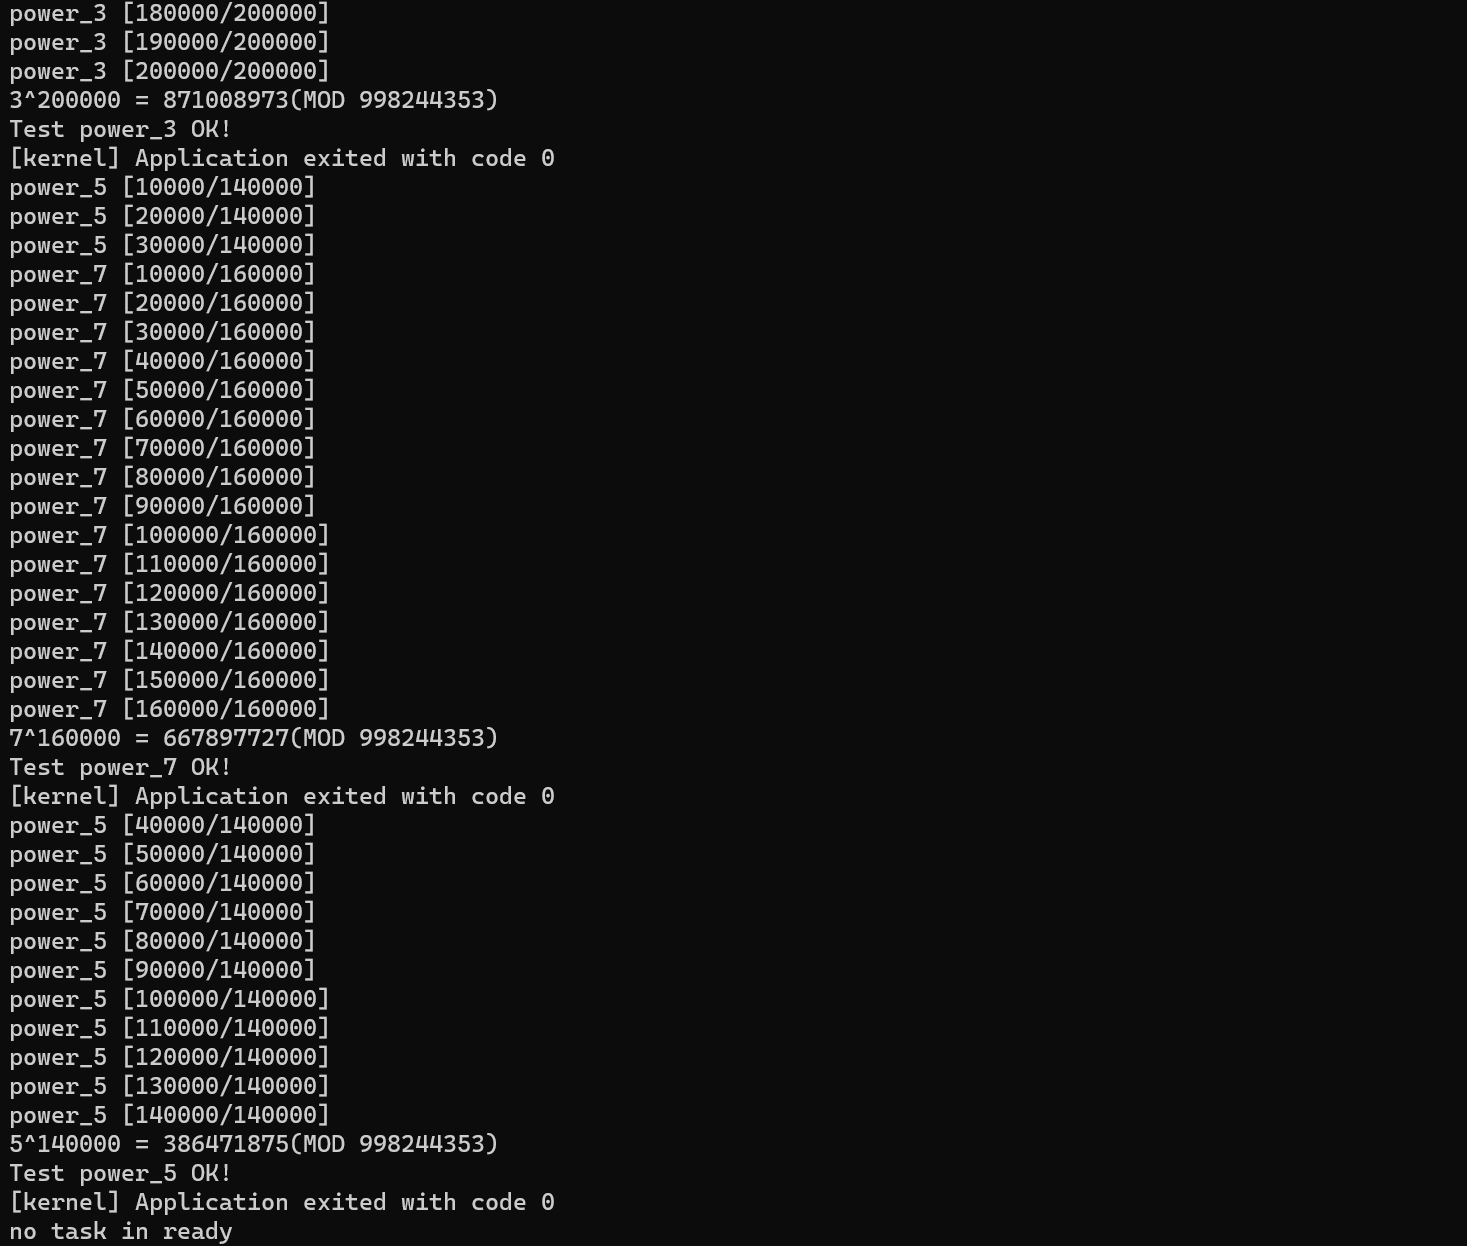 power_3 [180000/200000]
power_3 [190000/200000]
power_3 [200000/200000]
3^200000 = 871008973(MOD 998244353)
Test power_3 OK!
[kernel] Application exited with code 0
power_5 [10000/140000]
power_5 [20000/140000]
power_5 [30000/140000]
power_7 [10000/160000]
power_7 [20000/160000]
power_7 [30000/160000]
power_7 [40000/160000]
power_7 [50000/160000]
power_7 [60000/160000]
power_7 [70000/160000]
power_7 [80000/160000]
power_7 [90000/160000]
power_7 [100000/160000]
power_7 [110000/160000]
power_7 [120000/160000]
power_7 [130000/160000]
power_7 [140000/160000]
power_7 [150000/160000]
power_7 [160000/160000]
7^160000 = 667897727(MOD 998244353)
Test power_7 OK!
[kernel] Application exited with code 0
power_5 [40000/140000]
power_5 [50000/140000]
power_5 [60000/140000]
power_5 [70000/140000]
power_5 [80000/140000]
power_5 [90000/140000]
power_5 [100000/140000]
power_5 [110000/140000]
power_5 [120000/140000]
power_5 [130000/140000]
power_5 [140000/140000]
5^140000 = 386471875(MOD 998244353)
Test power_5 OK!
[kernel] Application exited with code 0
no task in ready